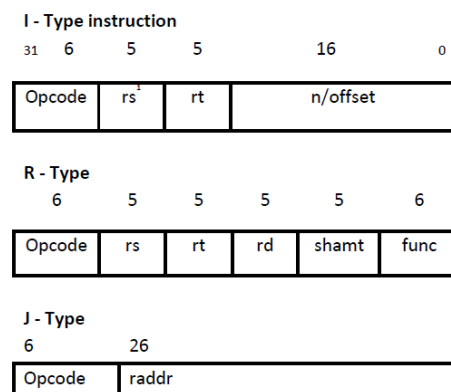 I - Type instruction
31 6 5 5 16 0
Opcode rs1 rt n/offset
R - Type
6 5 5 5 5 6
Opcode rs rt rd shamt func
J - Type
6 26
Opcode raddr